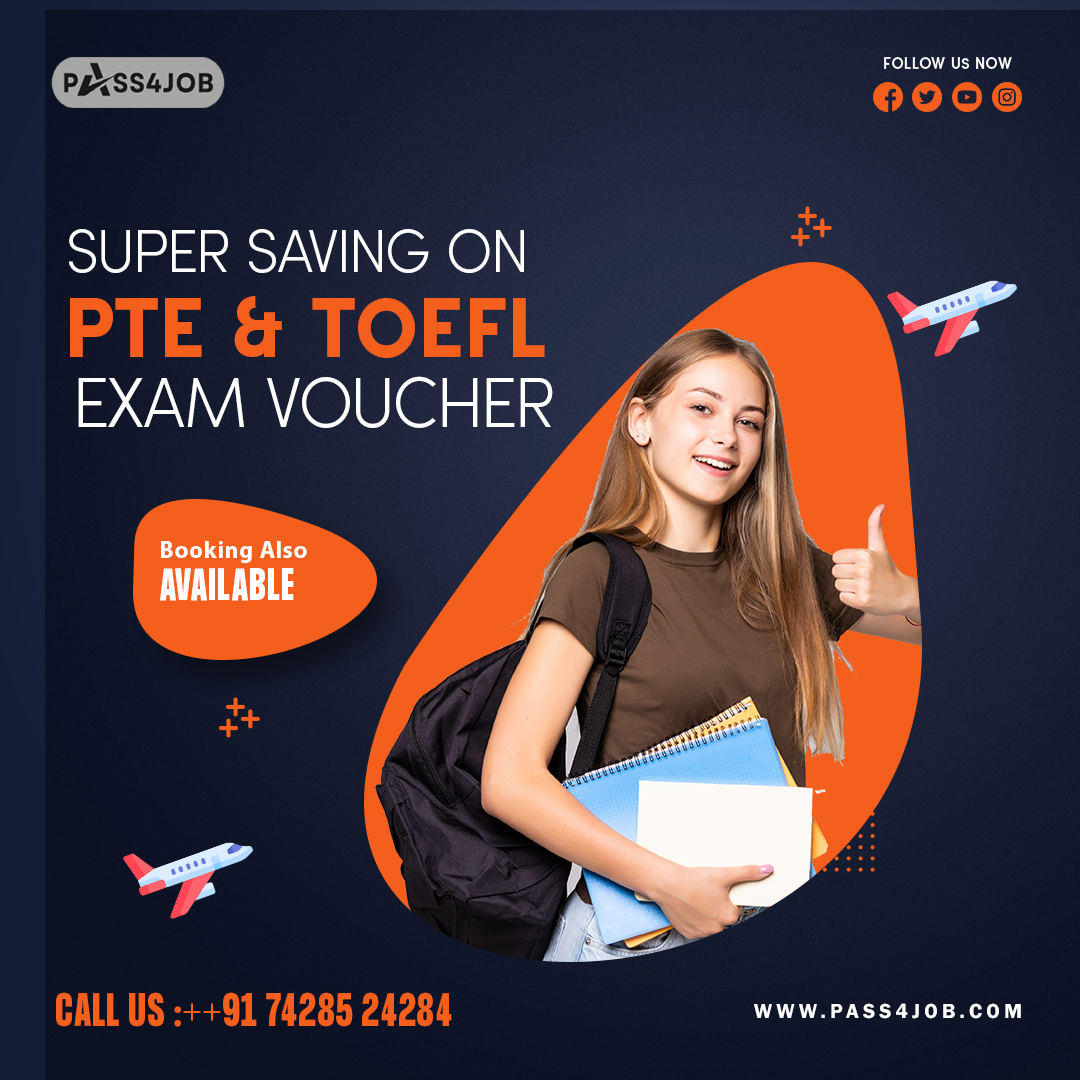 PASS4JOB
FOLLOW US NOW
SUPER SAVING ON
PTE & TOEFL
EXAM VOUCHER
Booking Also
AVAILABLE
CALL US :++91 74285 24284
WWW.PASS4JOB.COM